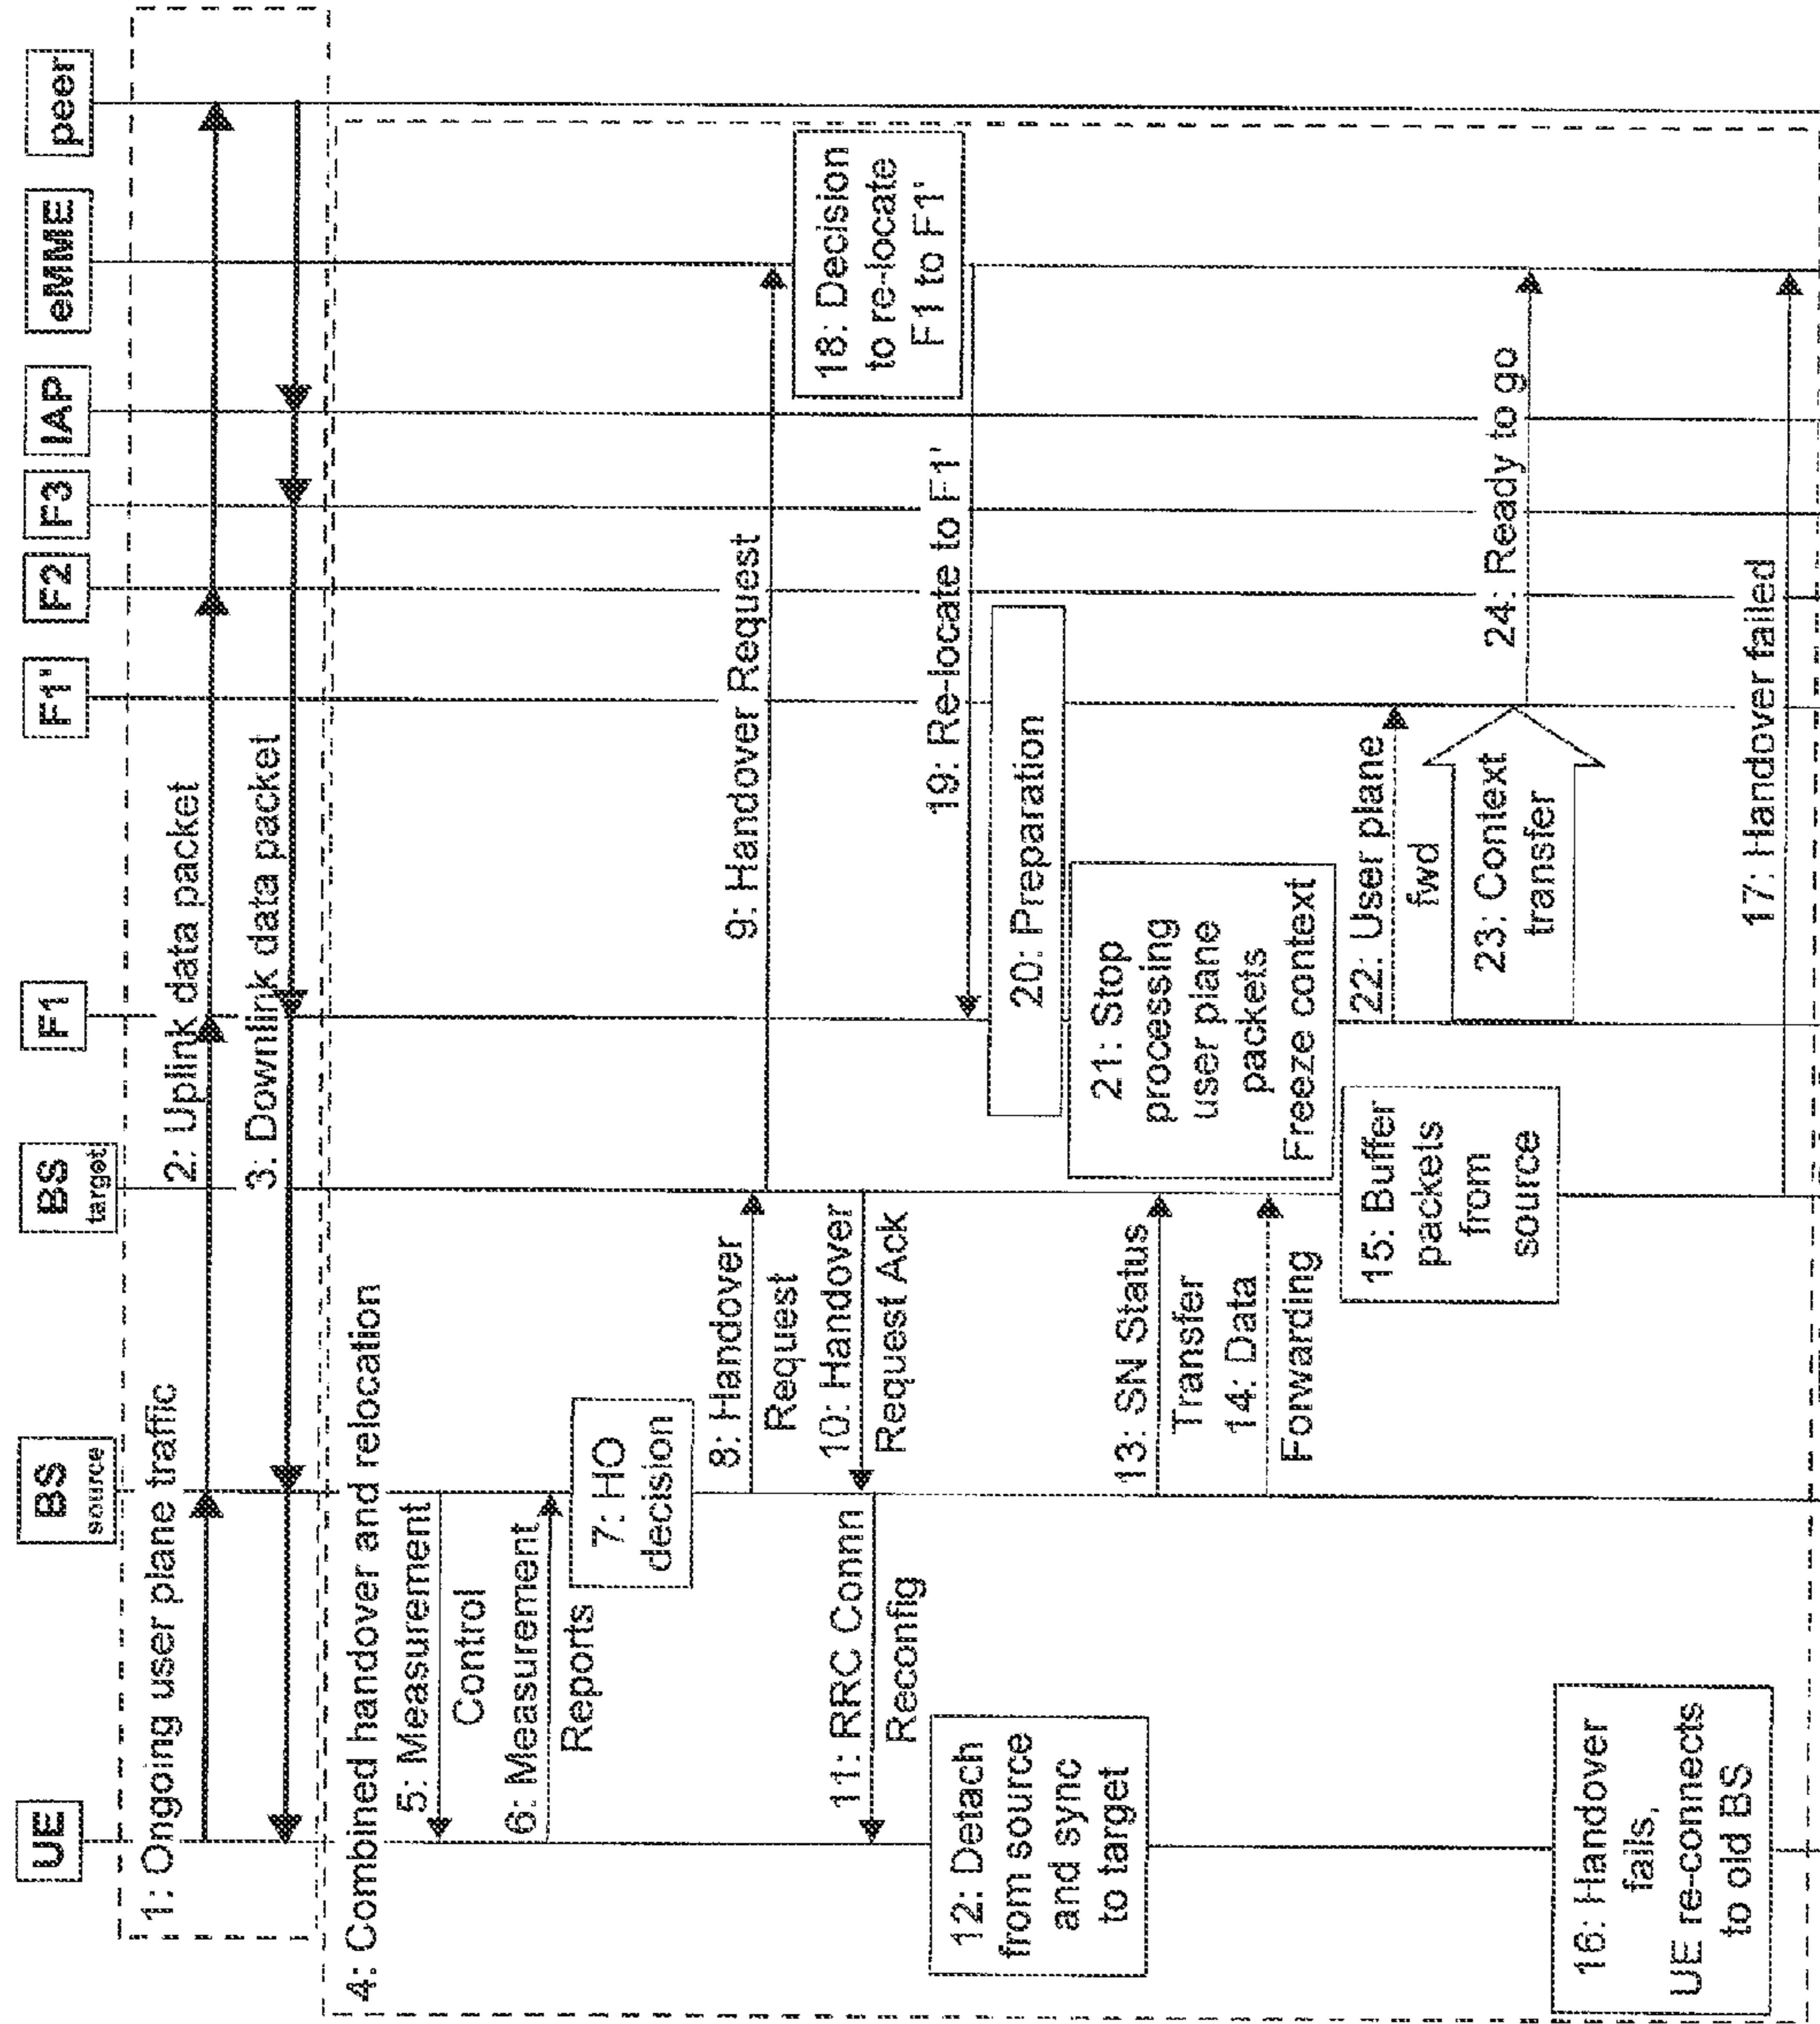 UE
BS
source
BS
target
F1
F1'
F2
F3
IAP
eMME
peer
1: Ongoing user plane traffic
2: Uplink data packet
3: Downlink data packet
4: Combined handover and relocation
5: Measurement
Control
6: Measurement
Reports
7: HO
decision
8: Handover
Request
9: Handover Request
10: Handover
Request Ack
11: RRC Conn
Reconfig
18: Decision
to re-locate
F1 to F1'
12: Detach
from source
and sync
to target
19: Re-locate to F1'
20: Preparation
13: SN Status
Transfer
14: Data
Forwarding
21: Stop
processing
user plane
packets
Freeze context
15: Buffer
packets
from
source
22: User plane
fwd
23: Context
transfer
24: Ready to go
16: Handover
fails,
UE re-connects
to old BS
17: Handover failed